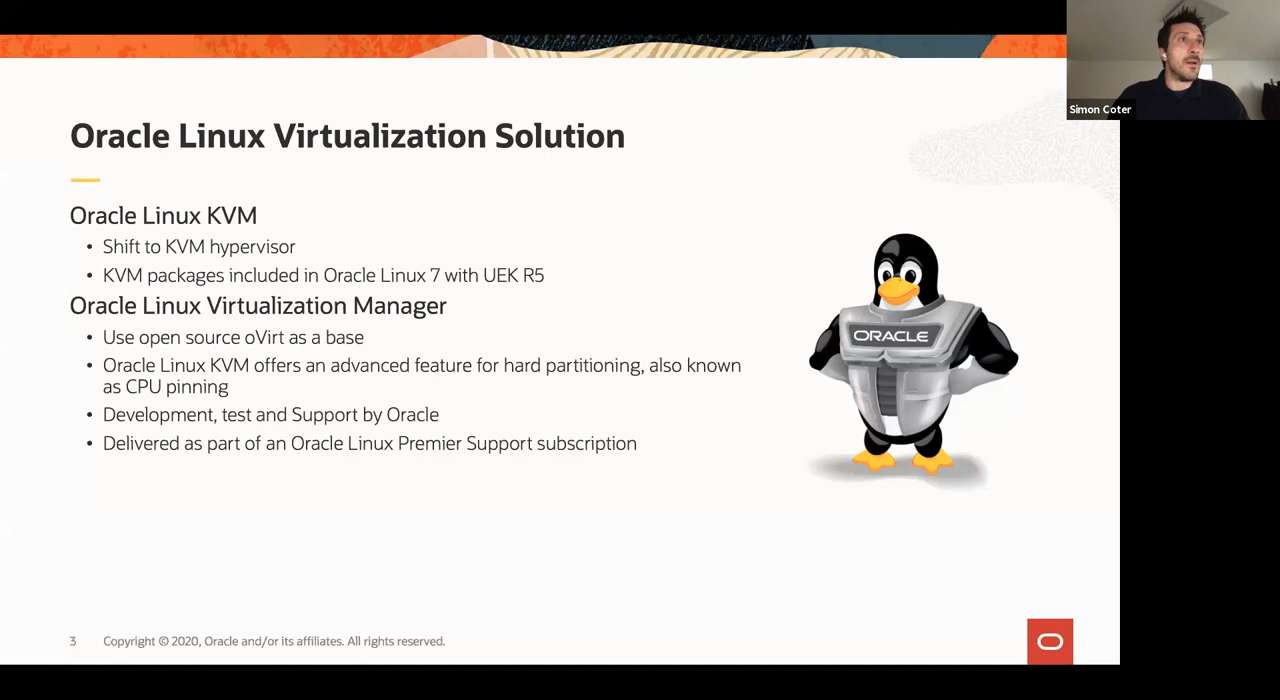 Simon Coter
Oracle Linux Virtualization Solution
Oracle Linux KVM
• Shift to KVM hypervisor
• KVM packages included in Oracle Linux 7 with UEK R5
Oracle Linux Virtualization Manager
• Use open source oVirt as a base
• Oracle Linux KVM offers an advanced feature for hard partitioning, also known
as CPU pinning
• Development, test and Support by Oracle
• Delivered as part of an Oracle Linux Premier Support subscription
ORACLE
3 Copyright © 2020, Oracle and/or its affiliates. All rights reserved.